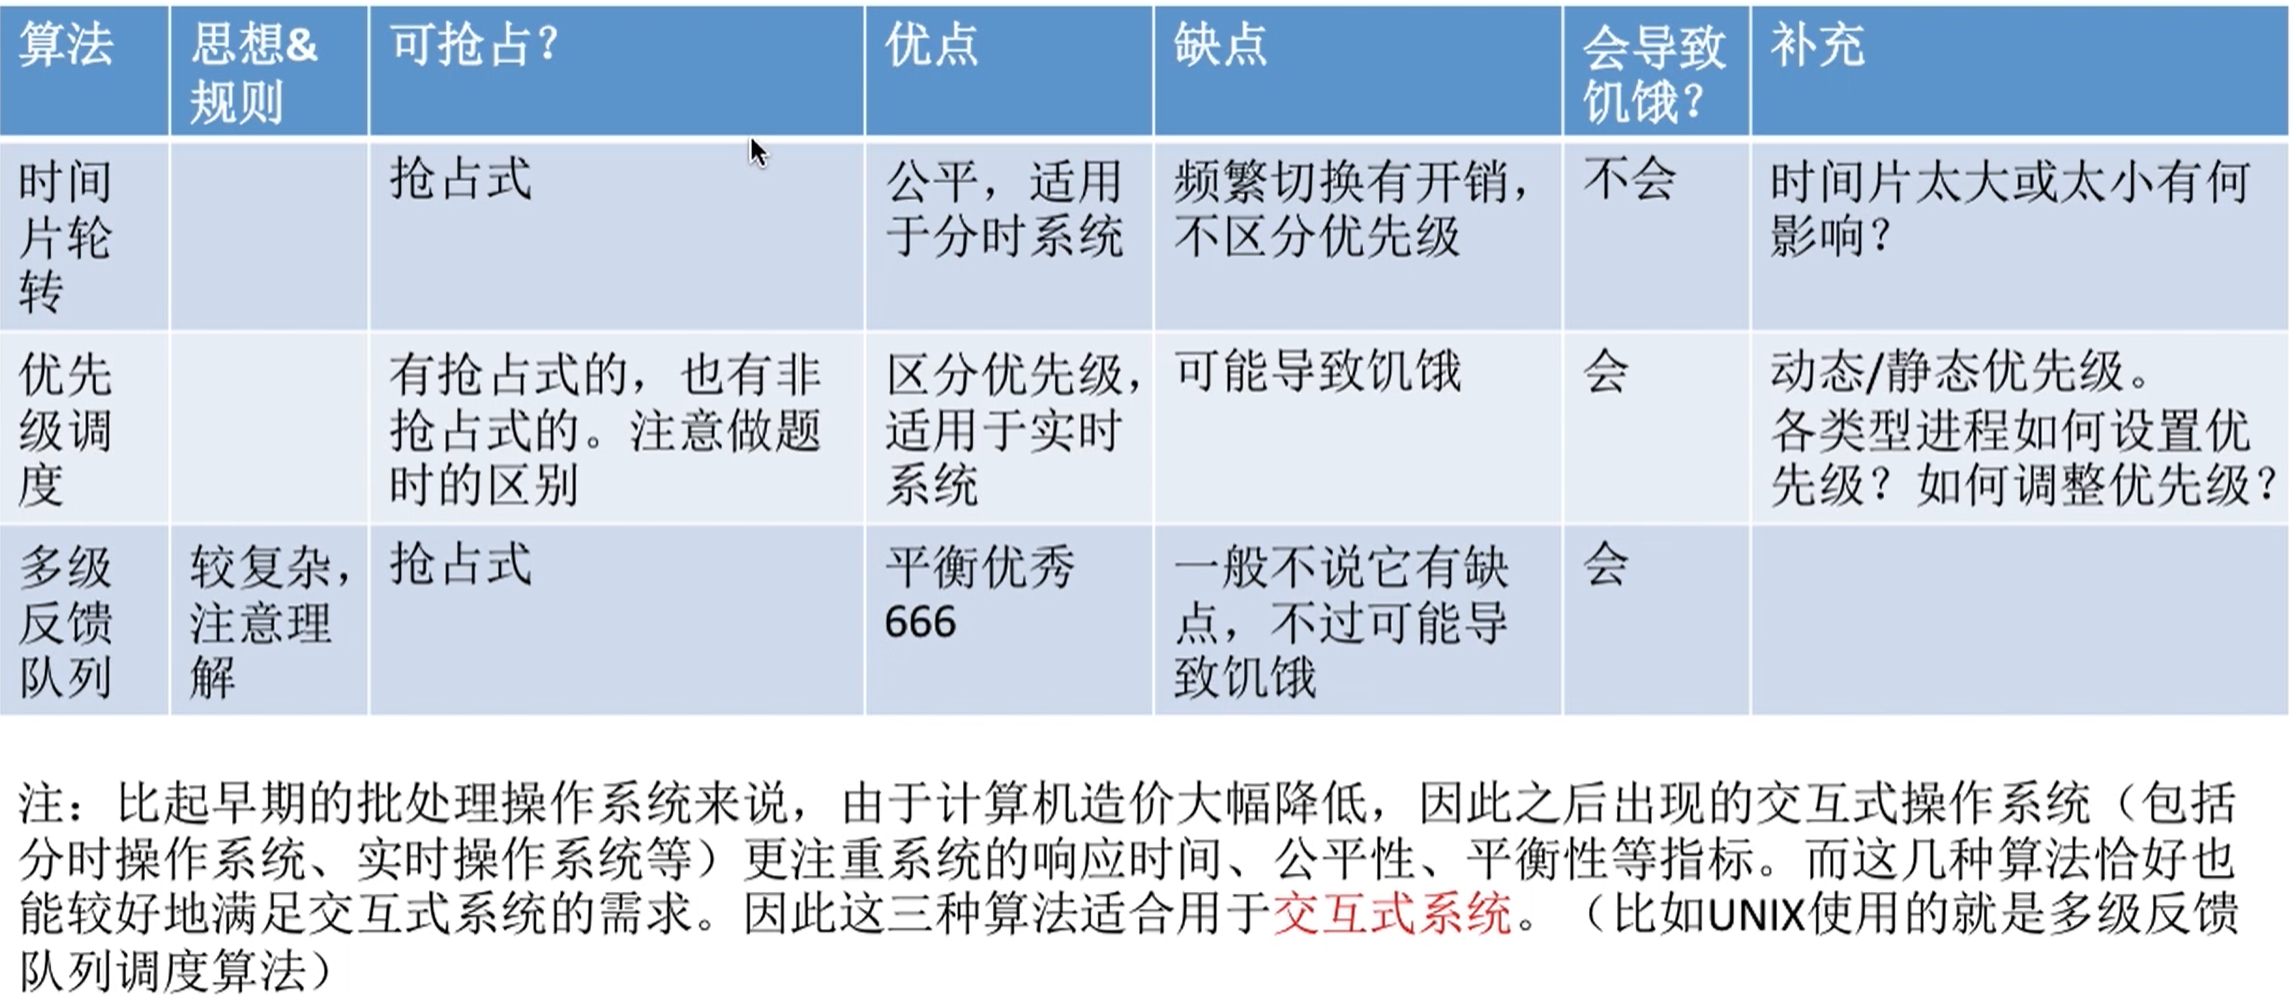 算法
思想&
规则
可抢占？
优点
缺点
会导致
饥饿？
补充
时间
片轮
转
抢占式
公平，适用
于分时系统
频繁切换有开销，
不区分优先级
不会
时间片太大或太小有何
影响？
优先
级调
度
有抢占式的，也有非
抢占式的。注意做题
时的区别
区分优先级，
适用于实时
系统
可能导致饥饿
会
动态/静态优先级。
各类型进程如何设置优
先级？如何调整优先级？
多级
反馈
队列
较复杂，
注意理
解
抢占式
平衡优秀
666
一般不说它有缺
点，不过可能导
致饥饿
会
注：比起早期的批处理操作系统来说，由于计算机造价大幅降低，因此之后出现的交互式操作系统（包括
分时操作系统、实时操作系统等）更注重系统的响应时间、公平性、平衡性等指标。而这几种算法恰好也
能较好地满足交互式系统的需求。因此这三种算法适合用于交互式系统。（比如UNIX使用的就是多级反馈
队列调度算法）